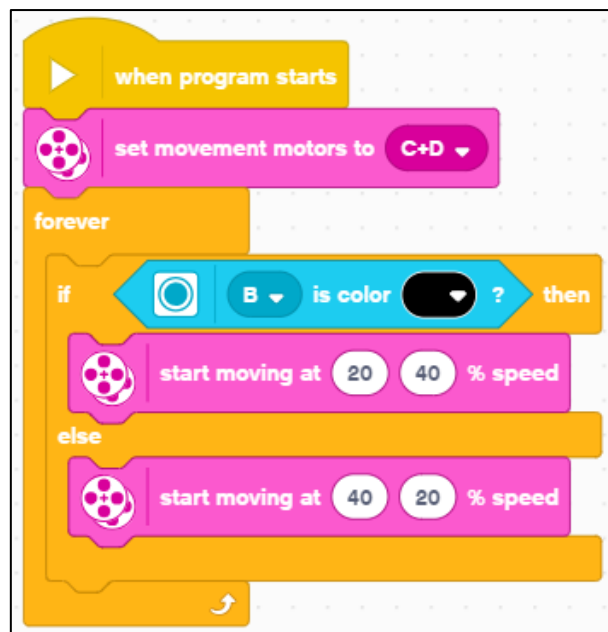 when program starts
set movement motors to C+D
forever
if B is color ? then
start moving at 20 40 % speed
else
start moving at 40 20 % speed